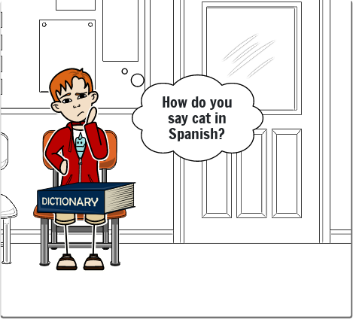 How do you
say cat in
Spanish?
DICTIONARY